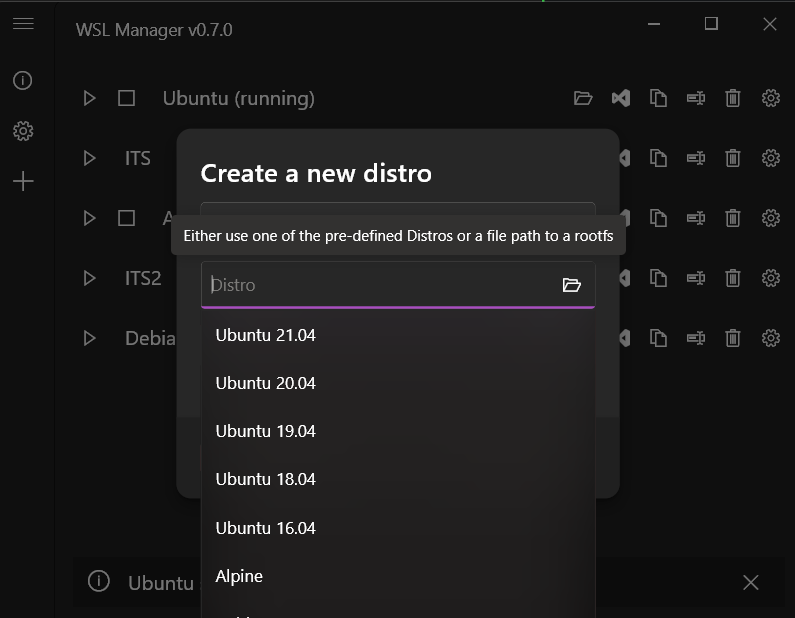 WSL Manager v0.7.0
Ubuntu (running)
ITS
Create a new distro
Either use one of the pre-defined Distros or a file path to a rootfs
ITS2
Distro
Ubuntu 21.04
Ubuntu 20.04
Ubuntu 19.04
Ubuntu 18.04
Ubuntu 16.04
Alpine
Ubuntu